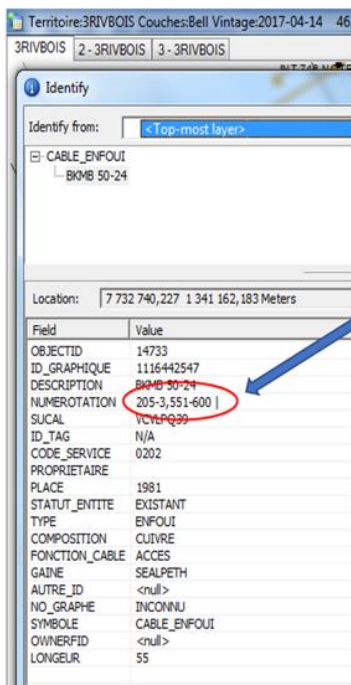 Territoire:3RIVBOIS Couches:Bell Vintage:2017-04-14 46
3RIVBOIS 2 - 3RIVBOIS 3 - 3RIVBOIS
Identify
Identify from: <Top-most layer>
CABLE_ENFOUI
BKMB 50-24
Location: 7 732 740,227 1 341 162,183 Meters
Field Value
OBJECTID 14733
ID_GRAPHIQUE 1116442547
DESCRIPTION BKMB 50-24
NUMEROTATION 205-3,551-600 |
SUCAL VCVLPQ39
ID_TAG N/A
CODE_SERVICE 0202
PROPRIETAIRE
PLACE 1981
STATUT_ENTITE EXISTANT
TYPE ENFOUI
COMPOSITION CUIVRE
FONCTION_CABLE ACCES
GAINE SEALPETH
AUTRE_ID <null>
NO_GRAPHE INCONNU
SYMBOLE CABLE_ENFOUI
OWNERFID <null>
LONGEUR 55